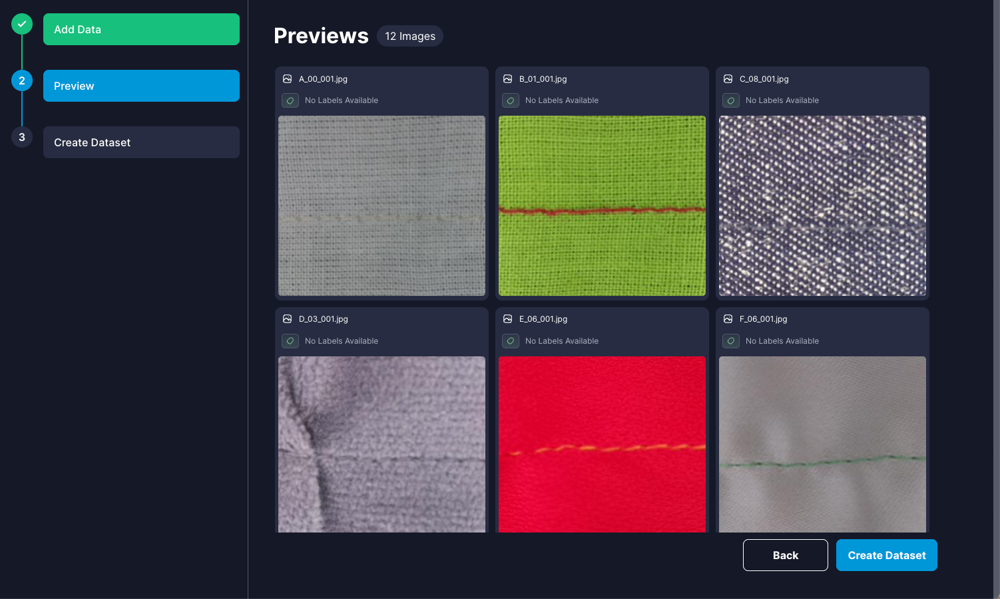 Add Data
2
Preview
3
Create Dataset
Previews
12 Images
A_00_001.jpg
No Labels Available
B_01_001.jpg
No Labels Available
C_08_001.jpg
No Labels Available
D_03_001.jpg
No Labels Available
E_06_001.jpg
No Labels Available
F_06_001.jpg
No Labels Available
Back
Create Dataset